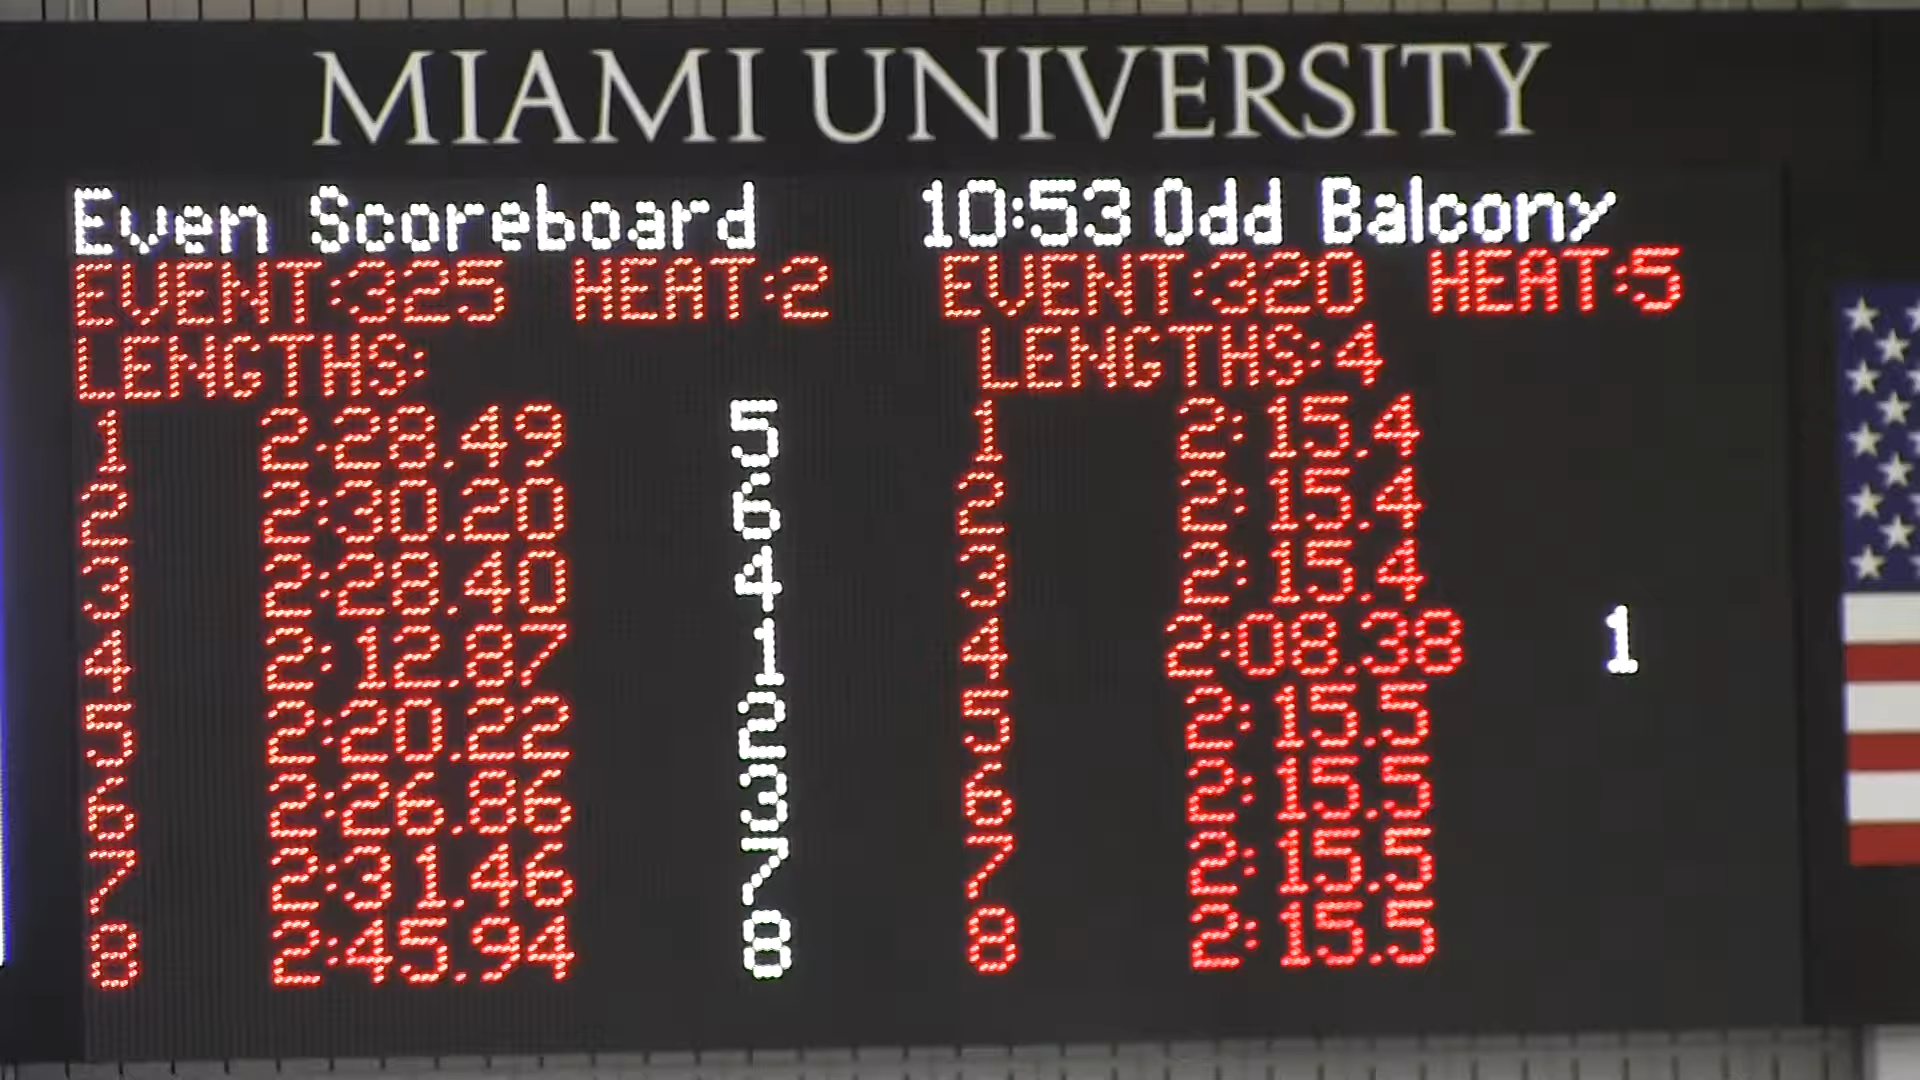 MIAMI UNIVERSITY
Even Scoreboard 10:53 Odd Balcony
EVENT:325 HEAT:2 EVENT:320 HEAT:5
LENGTHS: LENGTHS:4
1 2:28.49 5 1 2:15.4
2 2:30.20 6 2 2:15.4
3 2:28.40 4 3 2:15.4
4 2:12.87 1 4 2:08.38 1
5 2:20.22 2 5 2:15.5
6 2:26.86 3 6 2:15.5
7 2:31.46 7 7 2:15.5
8 2:45.94 8 8 2:15.5